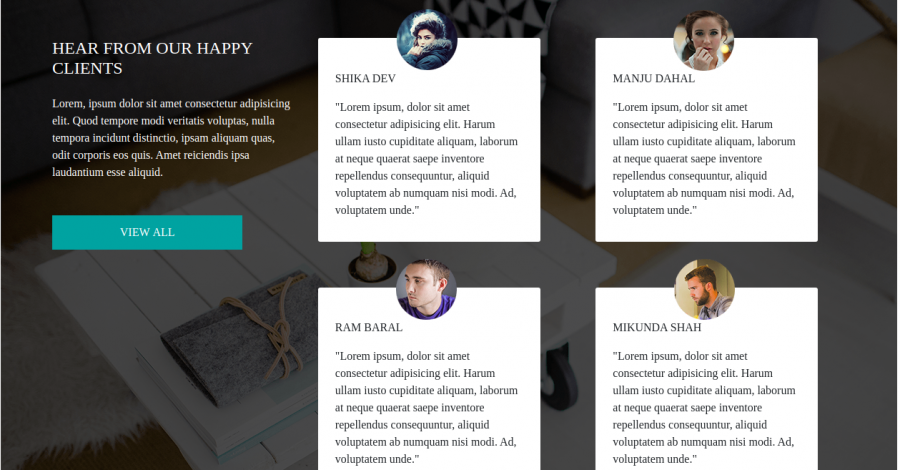 HEAR FROM OUR HAPPY
CLIENTS
Lorem, ipsum dolor sit amet consectetur adipisicing
elit. Quod tempore modi veritatis voluptas, nulla
tempora incidunt distinctio, ipsam aliquam quas,
odit corporis eos quis. Amet reiciendis ipsa
laudantium esse aliquid.
VIEW ALL
SHIKA DEV
"Lorem ipsum, dolor sit amet
consectetur adipisicing elit. Harum
ullam iusto cupiditate aliquam, laborum
at neque quaerat saepe inventore
repellendus consequuntur, aliquid
voluptatem ab numquam nisi modi. Ad,
voluptatem unde."
MANJU DAHAL
"Lorem ipsum, dolor sit amet
consectetur adipisicing elit. Harum
ullam iusto cupiditate aliquam, laborum
at neque quaerat saepe inventore
repellendus consequuntur, aliquid
voluptatem ab numquam nisi modi. Ad,
voluptatem unde."
RAM BARAL
"Lorem ipsum, dolor sit amet
consectetur adipisicing elit. Harum
ullam iusto cupiditate aliquam, laborum
at neque quaerat saepe inventore
repellendus consequuntur, aliquid
voluptatem ab numquam nisi modi. Ad,
voluptatem unde."
MIKUNDA SHAH
"Lorem ipsum, dolor sit amet
consectetur adipisicing elit. Harum
ullam iusto cupiditate aliquam, laborum
at neque quaerat saepe inventore
repellendus consequuntur, aliquid
voluptatem ab numquam nisi modi. Ad,
voluptatem unde."